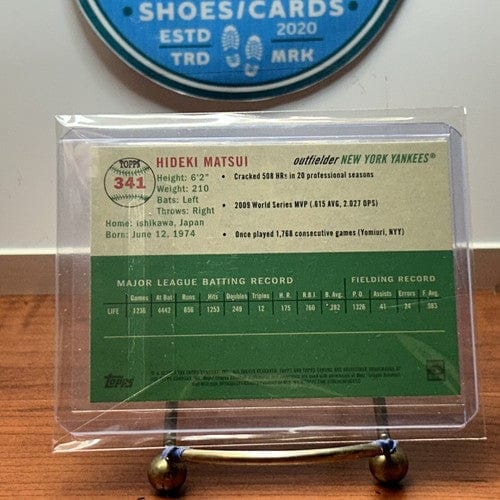 SHOES/CARDS
ESTD 2020
TRD MRK
TOPPS
341
HIDEKI MATSUI
outfielder NEW YORK YANKEES®
Height: 6'2"
Weight: 210
Bats: Left
Throws: Right
Home: Ishikawa, Japan
Born: June 12, 1974
• Cracked 508 HRs in 20 professional seasons
• 2009 World Series MVP (.615 AVG, 2.027 OPS)
• Once played 1,768 consecutive games (Yomiuri, NYY)
MAJOR LEAGUE BATTING RECORD FIELDING RECORD
Games At Bat Runs Hits Doubles Triples H. R. R.B.I. B. Avg. P. O. Assists Errors F. Avg.
LIFE 1236 4442 656 1253 249 12 175 760 .282 1326 41 24 .983
TOPPS